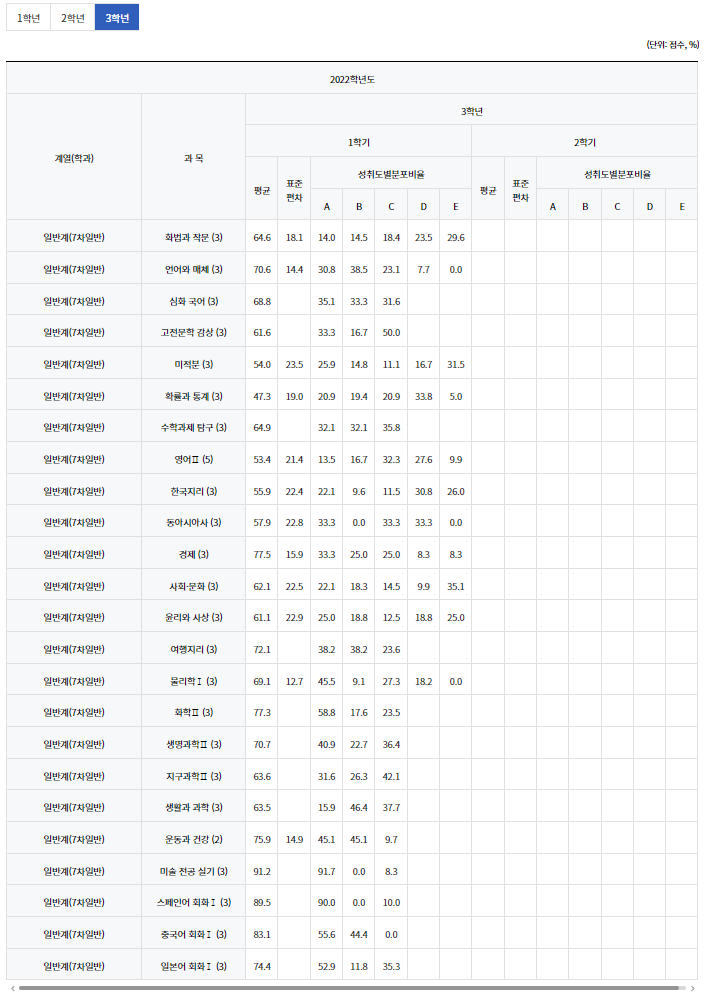 1학년 2학년 3학년
(단위: 점수, %)
2022학년도
계열(학과) 과 목 3학년
1학기 2학기
평균 표준편차 성취도별분포비율 평균 표준편차 성취도별분포비율
A B C D E A B C D E
일반계(7차일반) 화법과 작문 (3) 64.6 18.1 14.0 14.5 18.4 23.5 29.6
일반계(7차일반) 언어와 매체 (3) 70.6 14.4 30.8 38.5 23.1 7.7 0.0
일반계(7차일반) 심화 국어 (3) 68.8 35.1 33.3 31.6
일반계(7차일반) 고전문학 감상 (3) 61.6 33.3 16.7 50.0
일반계(7차일반) 미적분 (3) 54.0 23.5 25.9 14.8 11.1 16.7 31.5
일반계(7차일반) 확률과 통계 (3) 47.3 19.0 20.9 19.4 20.9 33.8 5.0
일반계(7차일반) 수학과제 탐구 (3) 64.9 32.1 32.1 35.8
일반계(7차일반) 영어Ⅱ (5) 53.4 21.4 13.5 16.7 32.3 27.6 9.9
일반계(7차일반) 한국지리 (3) 55.9 22.4 22.1 9.6 11.5 30.8 26.0
일반계(7차일반) 동아시아사 (3) 57.9 22.8 33.3 0.0 33.3 33.3 0.0
일반계(7차일반) 경제 (3) 77.5 15.9 33.3 25.0 25.0 8.3 8.3
일반계(7차일반) 사회·문화 (3) 62.1 22.5 22.1 18.3 14.5 9.9 35.1
일반계(7차일반) 윤리와 사상 (3) 61.1 22.9 25.0 18.8 12.5 18.8 25.0
일반계(7차일반) 여행지리 (3) 72.1 38.2 38.2 23.6
일반계(7차일반) 물리학Ⅰ (3) 69.1 12.7 45.5 9.1 27.3 18.2 0.0
일반계(7차일반) 화학Ⅱ (3) 77.3 58.8 17.6 23.5
일반계(7차일반) 생명과학Ⅱ (3) 70.7 40.9 22.7 36.4
일반계(7차일반) 지구과학Ⅱ (3) 63.6 31.6 26.3 42.1
일반계(7차일반) 생활과 과학 (3) 63.5 15.9 46.4 37.7
일반계(7차일반) 운동과 건강 (2) 75.9 14.9 45.1 45.1 9.7
일반계(7차일반) 미술 전공 실기 (3) 91.2 91.7 0.0 8.3
일반계(7차일반) 스페인어 회화Ⅰ (3) 89.5 90.0 0.0 10.0
일반계(7차일반) 중국어 회화Ⅰ (3) 83.1 55.6 44.4 0.0
일반계(7차일반) 일본어 회화Ⅰ (3) 74.4 52.9 11.8 35.3